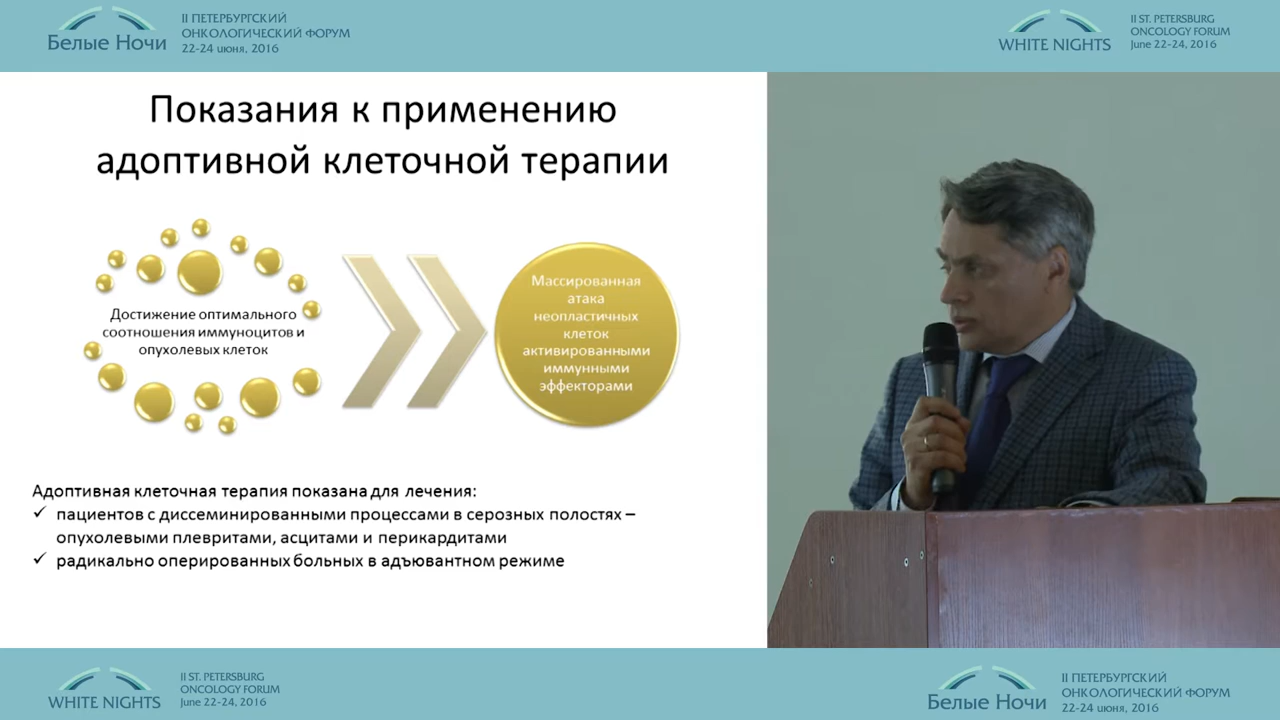 Белые Ночи
II ПЕТЕРБУРГСКИЙ
ОНКОЛОГИЧЕСКИЙ ФОРУМ
22-24 июня, 2016
WHITE NIGHTS
II ST. PETERSBURG
ONCOLOGY FORUM
June 22-24, 2016
Показания к применению
адоптивной клеточной терапии
Достижение оптимального
соотношения иммуноцитов и
опухолевых клеток
Массированная
атака
неопластичных
клеток
активированными
иммунными
эффекторами
Адоптивная клеточная терапия показана для лечения:
✓ пациентов с диссеминированными процессами в серозных полостях –
опухолевыми плевритами, асцитами и перикардитами
✓ радикально оперированных больных в адъювантном режиме
WHITE NIGHTS
II ST. PETERSBURG
ONCOLOGY FORUM
June 22-24, 2016
Белые Ночи
II ПЕТЕРБУРГСКИЙ
ОНКОЛОГИЧЕСКИЙ ФОРУМ
22-24 июня, 2016